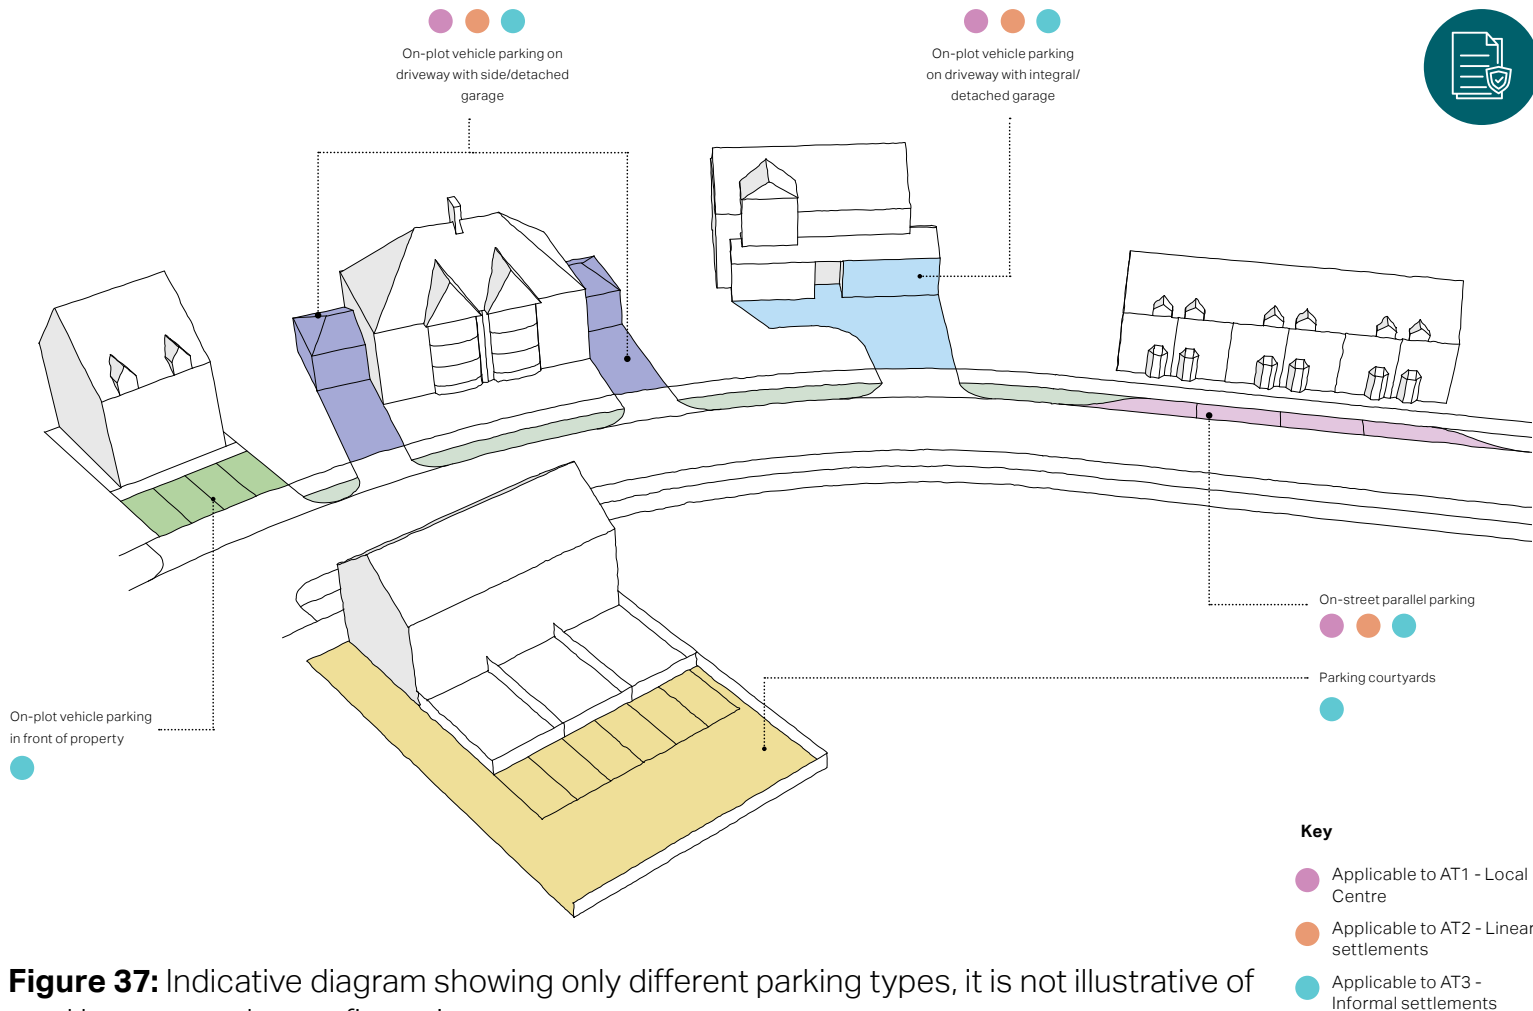 On-plot vehicle parking on
driveway with side/detached
garage
On-plot vehicle parking
on driveway with integral/
detached garage
On-street parallel parking
Parking courtyards
On-plot vehicle parking
in front of property
Key
Applicable to AT1 - Local
Centre
Applicable to AT2 - Linear
settlements
Applicable to AT3 -
Informal settlements
Figure 37: Indicative diagram showing only different parking types, it is not illustrative of